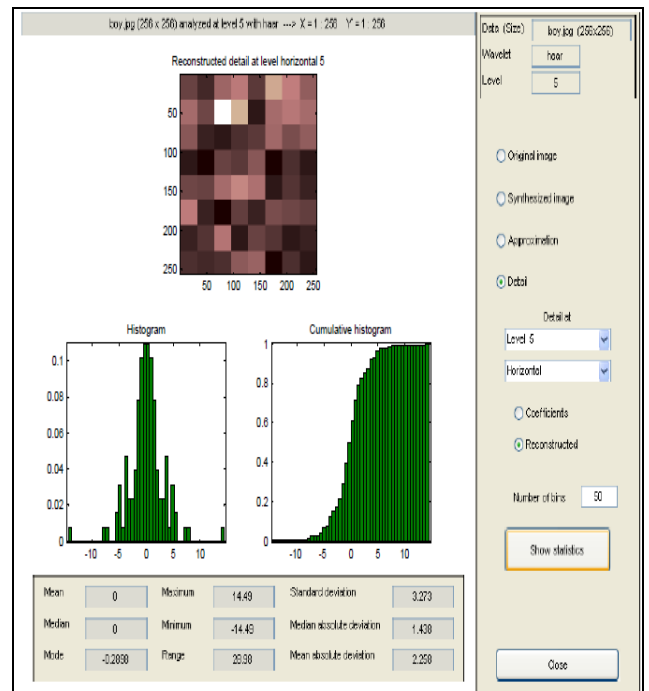 boy.jpg (256 x 256) analyzed at level 5 with haar ---> X = 1 : 256 Y = 1 : 256
Reconstructed detail at level horizontal 5
50
100
150
200
250
50 100 150 200 250
Histogram
0.1
0.08
0.06
0.04
0.02
0
-10 -5 0 5 10
Cumulative histogram
1
0.8
0.6
0.4
0.2
0
-10 -5 0 5 10
Mean 0 Maximum 14.49 Standard deviation 3.273
Median 0 Minimum -14.49 Median absolute deviation 1.438
Mode -0.2898 Range 28.98 Mean absolute deviation 2.258
Data (Size) boy.jpg (256x256)
Wavelet haar
Level 5
Original image
Synthesized image
Approximation
Detail
Detail at
Level 5
Horizontal
Coefficients
Reconstructed
Number of bins 50
Show statistics
Close